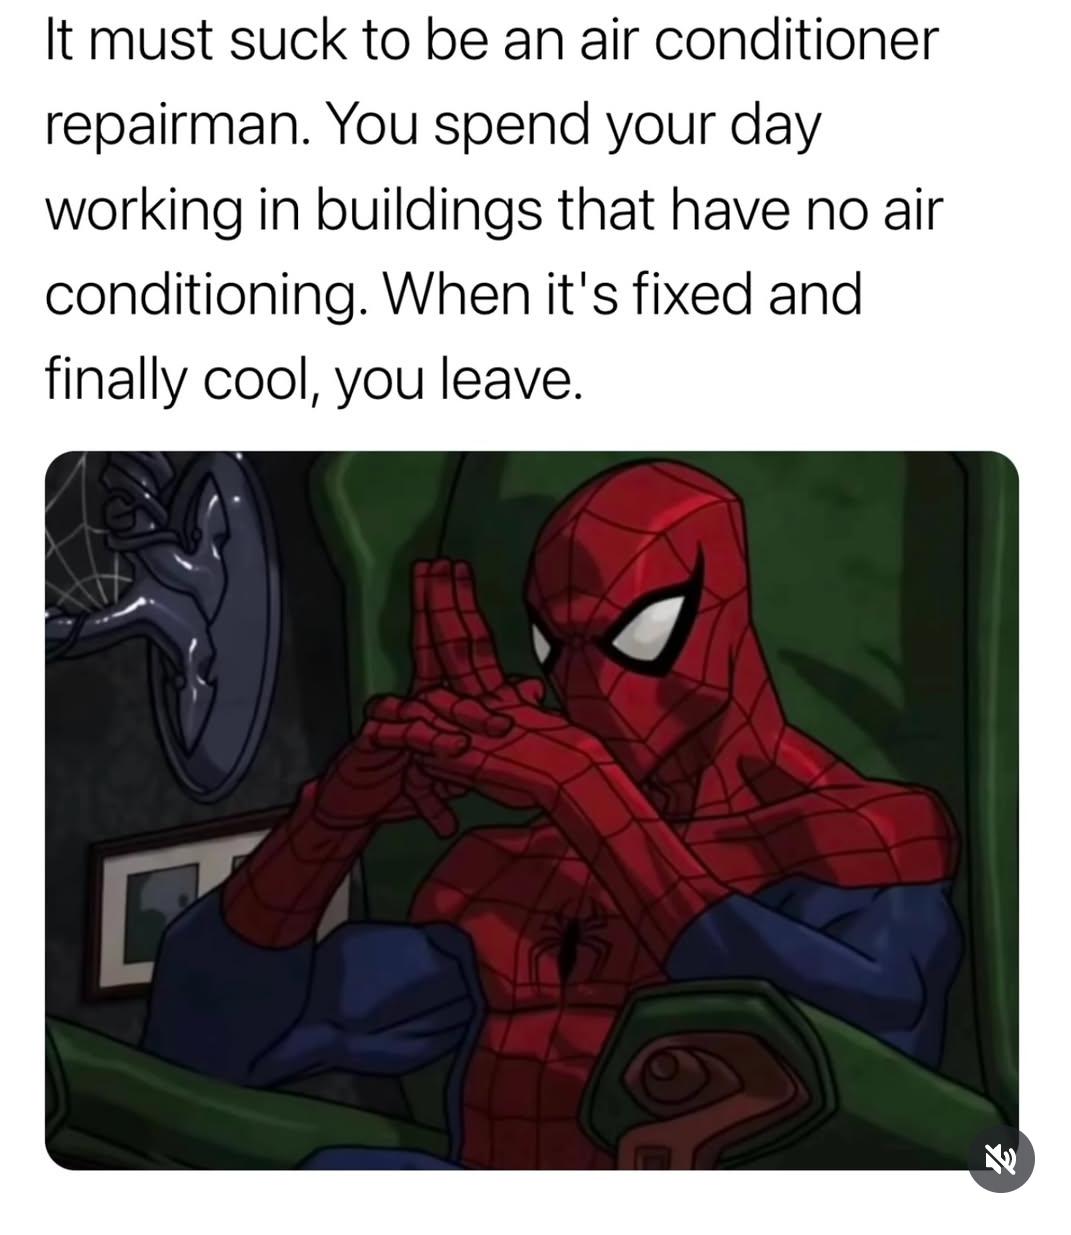 It must suck to be an air conditioner
repairman. You spend your day
working in buildings that have no air
conditioning. When it's fixed and
finally cool, you leave.